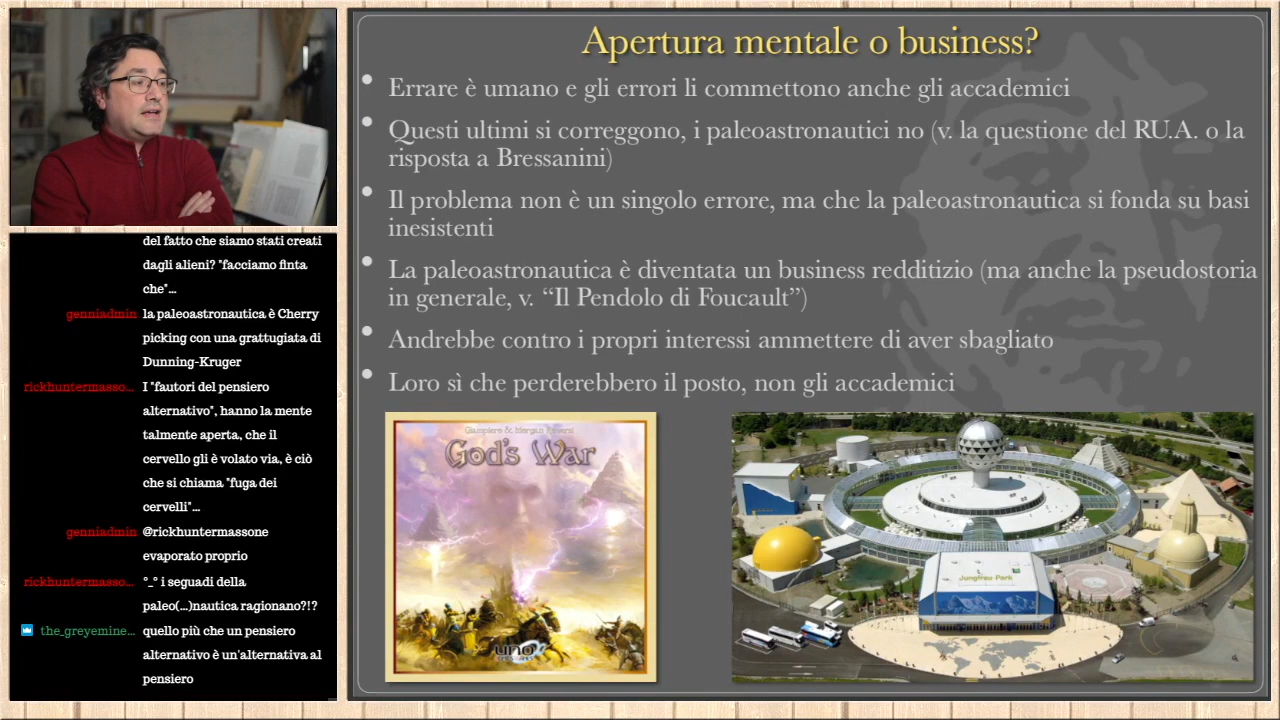 Apertura mentale o business?
Errare è umano e gli errori li commettono anche gli accademici
Questi ultimi si correggono, i paleoastronautici no (v. la questione del RU.A. o la
risposta a Bressanini)
Il problema non è un singolo errore, ma che la paleoastronautica si fonda su basi
inesistenti
La paleoastronautica è diventata un business redditizio (ma anche la pseudostoria
in generale, v. “Il Pendolo di Foucault”)
Andrebbe contro i propri interessi ammettere di aver sbagliato
Loro sì che perderebbero il posto, non gli accademici
God's War
Jungfrau Park
del fatto che siamo stati creati
dagli alieni? "facciamo finta
che"...
genniadmin la paleoastronautica è Cherry
picking con una grattugiata di
Dunning-Kruger
rickhuntermasso... I "fautori del pensiero
alternativo", hanno la mente
talmente aperta, che il
cervello gli è volato via, è ciò
che si chiama "fuga dei
cervelli"...
genniadmin @rickhuntermassone
evaporato proprio
rickhuntermasso... °_° i seguadi della
paleo(...)nautica ragionano?!?
the_greyemine... quello più che un pensiero
alternativo è un'alternativa al
pensiero